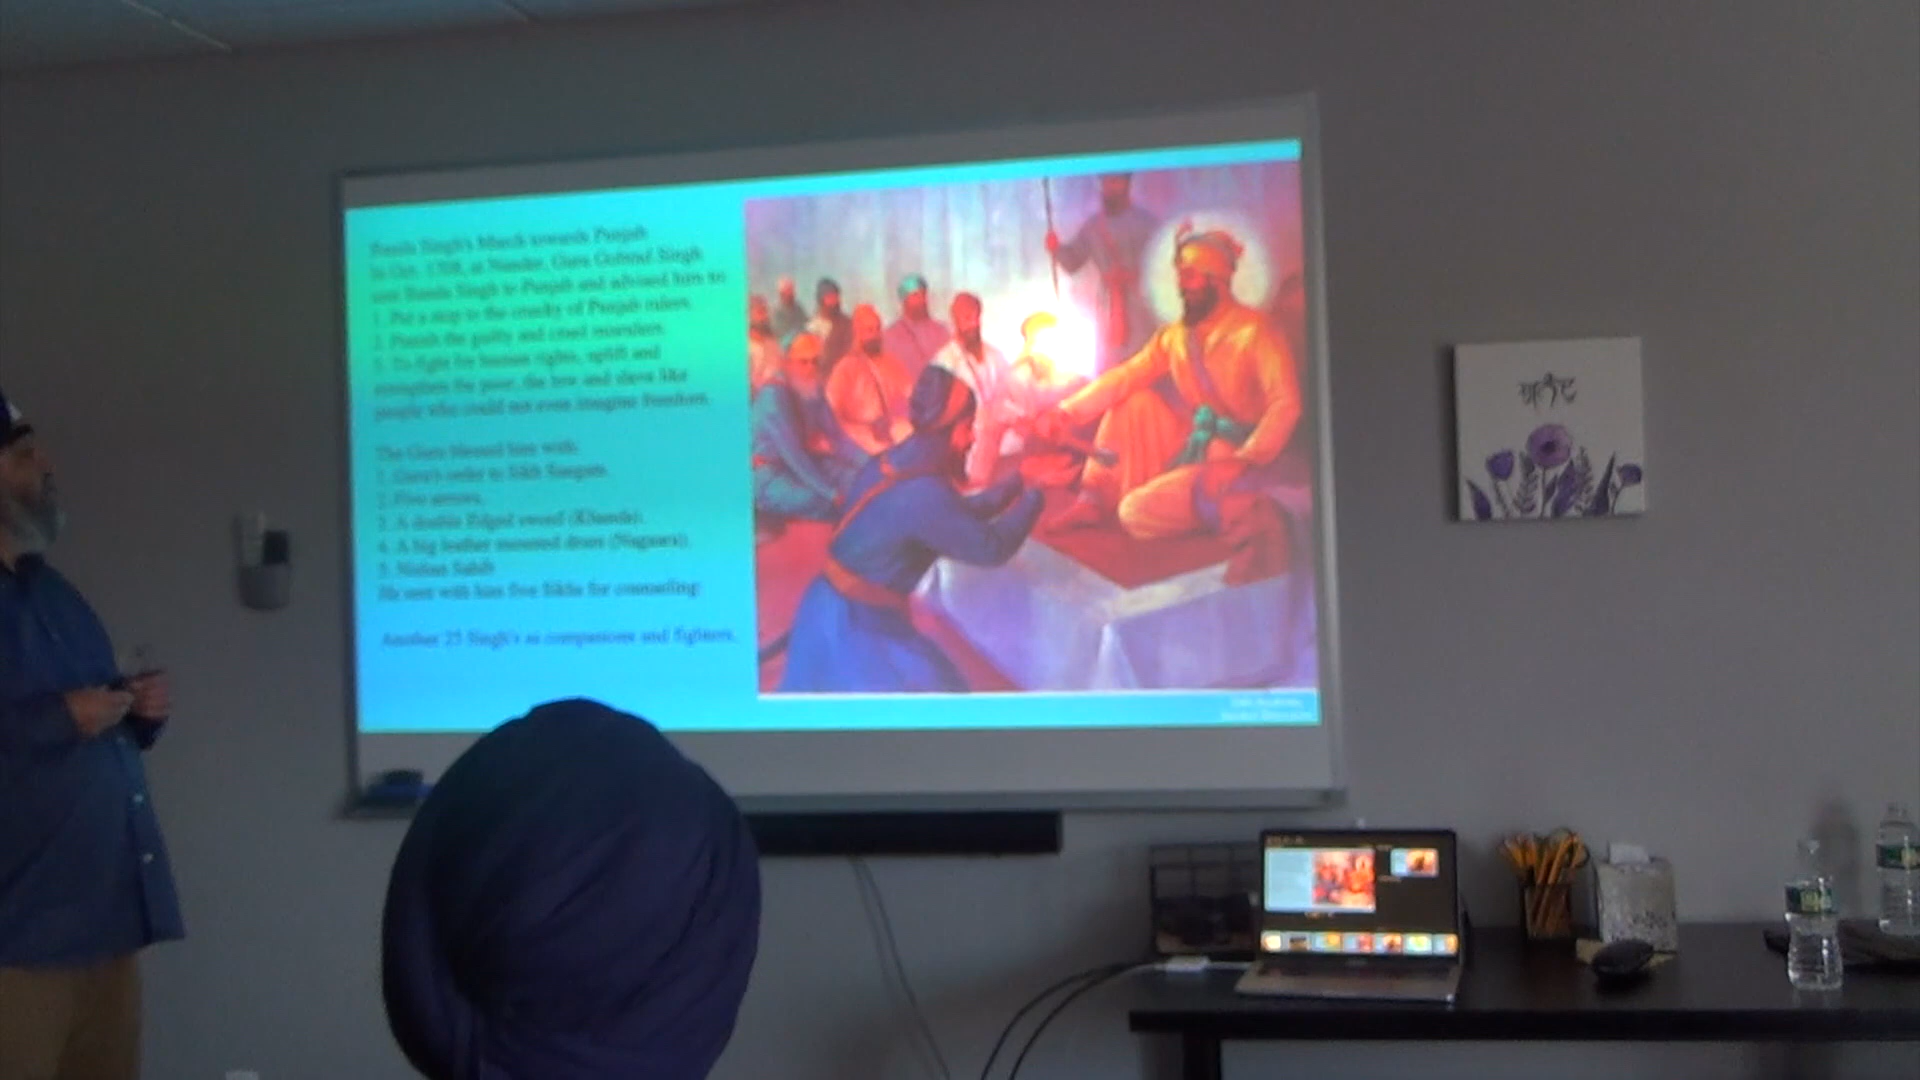 Banda Singh's March towards Punjab
In Oct. 1708, at Nander, Guru Gobind Singh
sent Banda Singh to Punjab and advised him to
1. Put a stop to the cruelty of Punjab rulers.
2. Punish the guilty and cruel murders.
3. To fight for human rights, uplift and
strengthen the poor, the low and slave like
people who could not even imagine freedom.
The Guru blessed him with:
1. Guru's order to Sikh Sangats.
2. Five arrows.
3. A double Edged sword (Khanda).
4. A big leather mounted drum (Nagaara).
5. Nishan Sahib
He sent with him five Sikhs for counseling
Another 25 Singh's as companions and fighters.